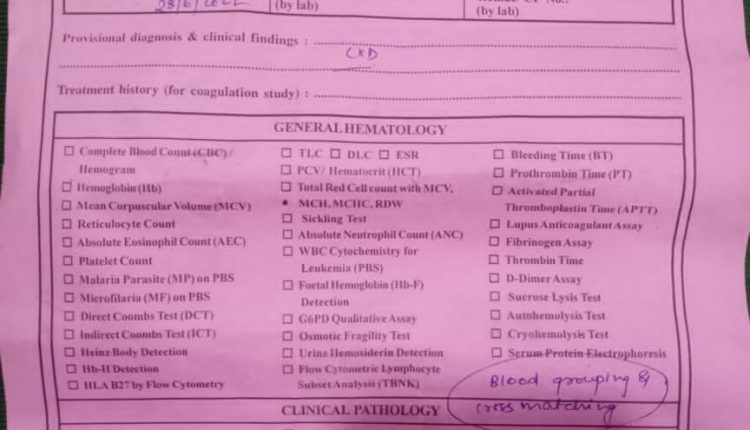 28/6/2022
(by lab)
(by lab)
Provisional diagnosis & clinical findings :
CKD
Treatment history (for coagulation study) :
GENERAL HEMATOLOGY
Complete Blood Count (CBC) /
Hemogram
Hemoglobin (Hb)
Mean Corpuscular Volume (MCV)
Reticulocyte Count
Absolute Eosinophil Count (AEC)
Platelet Count
Malaria Parasite (MP) on PBS
Microfilaria (MF) on PBS
Direct Coombs Test (DCT)
Indirect Coombs Test (ICT)
Heinz Body Detection
Hb-H Detection
HLA B27 by Flow Cytometry
TLC DLC ESR
PCV/ Hematocrit (HCT)
Total Red Cell count with MCV,
MCH, MCHC, RDW
Sickling Test
Absolute Neutrophil Count (ANC)
WBC Cytochemistry for
Leukemia (PBS)
Foetal Hemoglobin (Hb-F)
Detection
G6PD Qualitative Assay
Osmotic Fragility Test
Urine Hemosiderin Detection
Flow Cytometric Lymphocyte
Subset Analysis (TBNK)
Bleeding Time (BT)
Prothrombin Time (PT)
Activated Partial
Thromboplastin Time (APTT)
Lupus Anticoagulant Assay
Fibrinogen Assay
Thrombin Time
D-Dimer Assay
Sucrose Lysis Test
Autohemolysis Test
Cryohemolysis Test
Serum Protein Electrophoresis
Blood grouping &
cross matching
CLINICAL PATHOLOGY